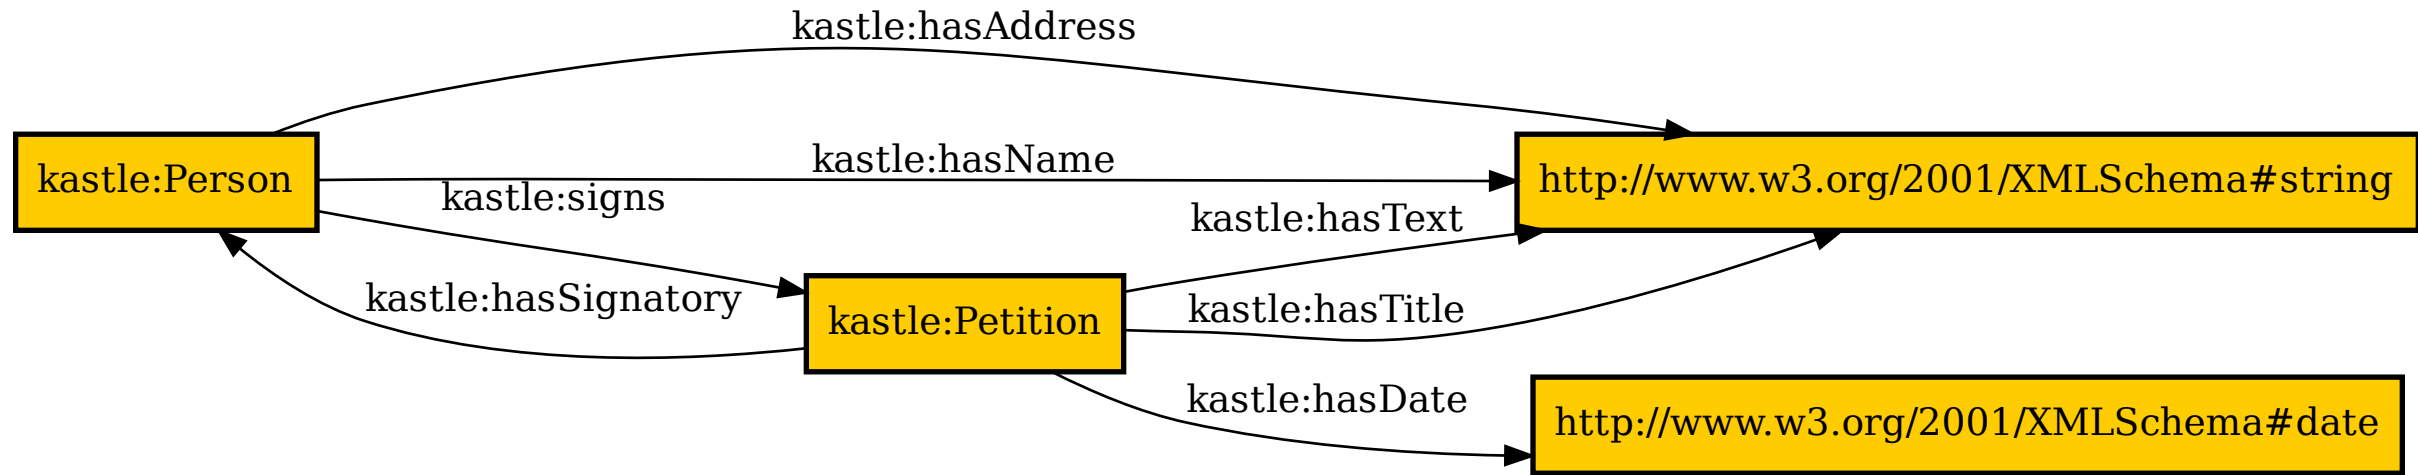 kastle:hasAddress
kastle:Person
kastle:hasName
http://www.w3.org/2001/XMLSchema#string
kastle:signs
kastle:hasText
kastle:hasSignatory
kastle:Petition
kastle:hasTitle
kastle:hasDate
http://www.w3.org/2001/XMLSchema#date